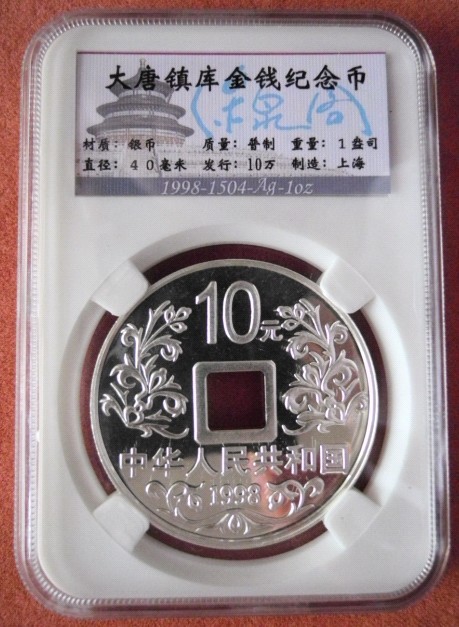 大唐镇库金钱纪念币
材质：银币 质量：普制 重量：1盎司
直径：40毫米 发行：10万 制造：上海
1998-1504-Ag-1oz
10元
中华人民共和国
1998